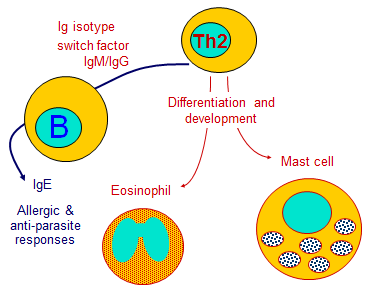 Ig isotype
switch factor
IgM/IgG
Th2
Differentiation and
development
B
IgE
Allergic &
anti-parasite
responses
Eosinophil
Mast cell